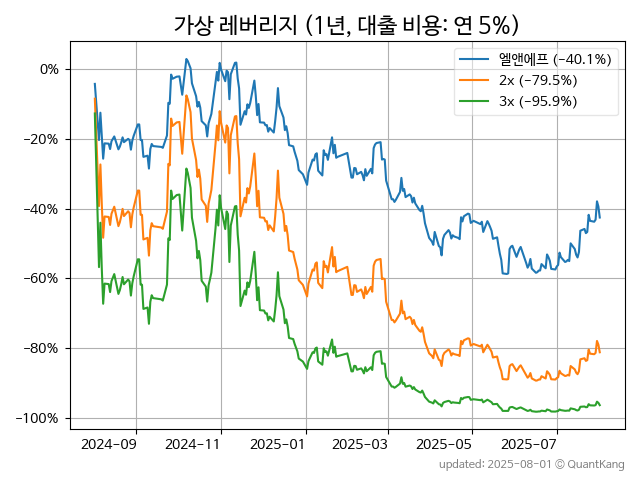 가상 레버리지 (1년, 대출 비용: 연 5%)
엘앤에프 (−40.1%)
2x (−79.5%)
3x (−95.9%)
0%
−20%
−40%
−60%
−80%
−100%
2024-09 2024-11 2025-01 2025-03 2025-05 2025-07
updated: 2025-08-01 © QuantKang